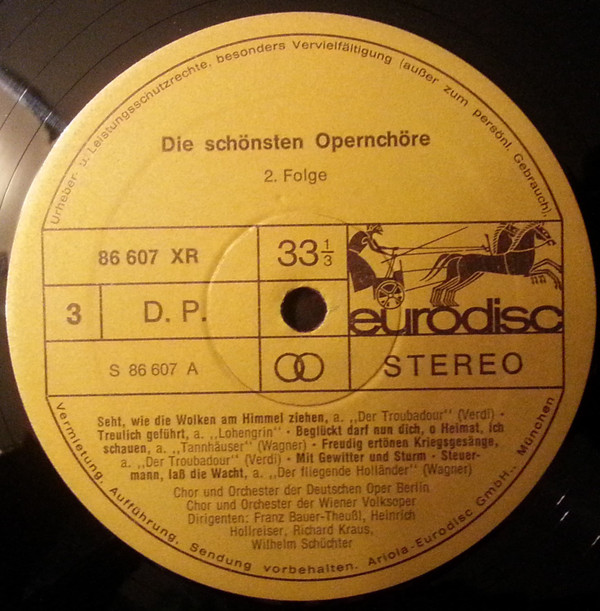 Urheber- u. Leistungsschutzrechte, besonders Vervielfältigung (außer zum persönl. Gebrauch),
Die schönsten Opernchöre
2. Folge
86 607 XR
33 1/3
3
D. P.
eurodisc
S 86 607 A
STEREO
Seht, wie die Wolken am Himmel ziehen, a. „Der Troubadour" (Verdi) -
Treulich geführt, a. „Lohengrin" - Beglückt darf nun dich, o Heimat, ich
schauen, a. „Tannhäuser" (Wagner) - Freudig ertönen Kriegsgesänge,
a. „Der Troubadour" (Verdi) - Mit Gewitter und Sturm - Steuer-
mann, laß die Wacht, a. „Der fliegende Holländer" (Wagner)
Chor und Orchester der Deutschen Oper Berlin
Chor und Orchester der Wiener Volksoper
Dirigenten: Franz Bauer-Theußl, Heinrich
Hollreiser, Richard Kraus,
Wilhelm Schüchter
Vermietung, Aufführung, Sendung vorbehalten. Ariola-Eurodisc GmbH., München